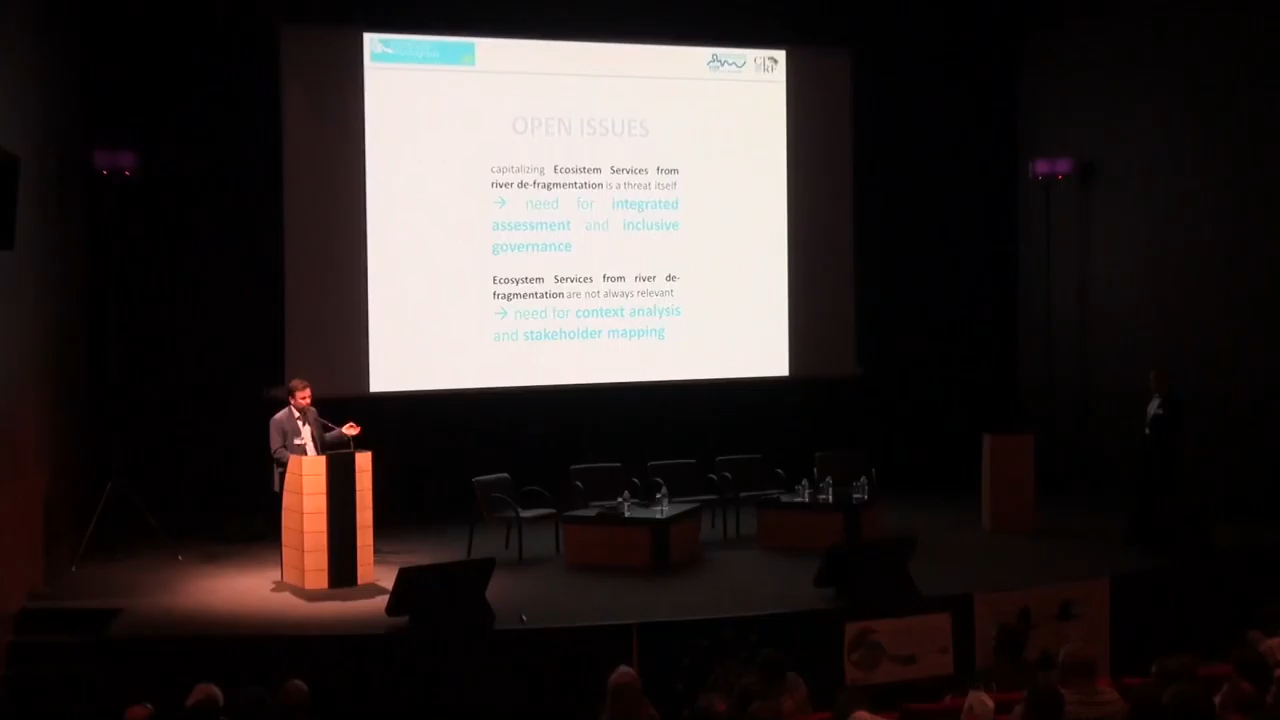 OPEN ISSUES
capitalizing Ecosistem Services from
river de-fragmentation is a threat itself
→ need for integrated
assessment and inclusive
governance
Ecosystem Services from river de-
fragmentation are not always relevant
→ need for context analysis
and stakeholder mapping